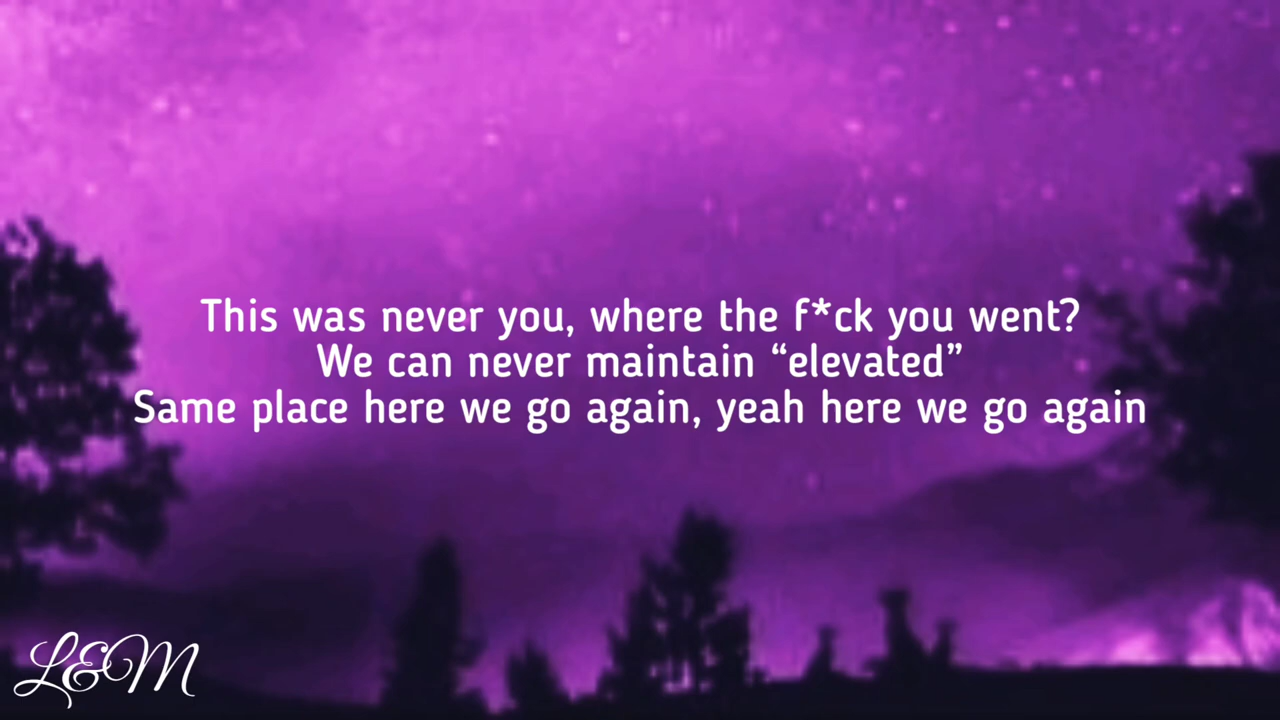 This was never you, where the f*ck you went?
We can never maintain “elevated”
Same place here we go again, yeah here we go again
LEM